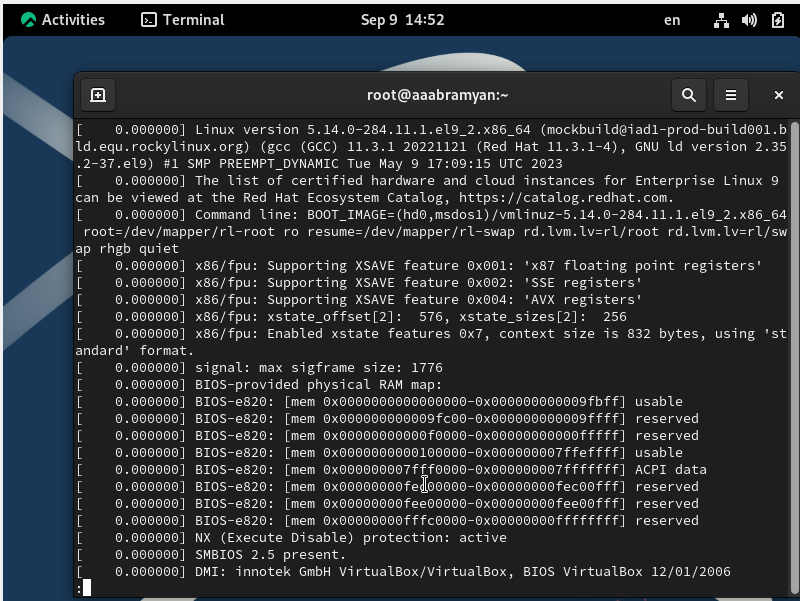 Activities Terminal Sep 9 14:52 en
root@aaabramyan:~
[    0.000000] Linux version 5.14.0-284.11.1.el9_2.x86_64 (mockbuild@iad1-prod-build001.b
ld.equ.rockylinux.org) (gcc (GCC) 11.3.1 20221121 (Red Hat 11.3.1-4), GNU ld version 2.35
.2-37.el9) #1 SMP PREEMPT_DYNAMIC Tue May 9 17:09:15 UTC 2023
[    0.000000] The list of certified hardware and cloud instances for Enterprise Linux 9
can be viewed at the Red Hat Ecosystem Catalog, https://catalog.redhat.com.
[    0.000000] Command line: BOOT_IMAGE=(hd0,msdos1)/vmlinuz-5.14.0-284.11.1.el9_2.x86_64
 root=/dev/mapper/rl-root ro resume=/dev/mapper/rl-swap rd.lvm.lv=rl/root rd.lvm.lv=rl/sw
ap rhgb quiet
[    0.000000] x86/fpu: Supporting XSAVE feature 0x001: 'x87 floating point registers'
[    0.000000] x86/fpu: Supporting XSAVE feature 0x002: 'SSE registers'
[    0.000000] x86/fpu: Supporting XSAVE feature 0x004: 'AVX registers'
[    0.000000] x86/fpu: xstate_offset[2]:  576, xstate_sizes[2]:  256
[    0.000000] x86/fpu: Enabled xstate features 0x7, context size is 832 bytes, using 'st
andard' format.
[    0.000000] signal: max sigframe size: 1776
[    0.000000] BIOS-provided physical RAM map:
[    0.000000] BIOS-e820: [mem 0x0000000000000000-0x000000000009fbff] usable
[    0.000000] BIOS-e820: [mem 0x000000000009fc00-0x000000000009ffff] reserved
[    0.000000] BIOS-e820: [mem 0x00000000000f0000-0x00000000000fffff] reserved
[    0.000000] BIOS-e820: [mem 0x0000000000100000-0x000000007ffeffff] usable
[    0.000000] BIOS-e820: [mem 0x000000007fff0000-0x000000007fffffff] ACPI data
[    0.000000] BIOS-e820: [mem 0x00000000fec00000-0x00000000fec00fff] reserved
[    0.000000] BIOS-e820: [mem 0x00000000fee00000-0x00000000fee00fff] reserved
[    0.000000] BIOS-e820: [mem 0x00000000fffc0000-0x00000000ffffffff] reserved
[    0.000000] NX (Execute Disable) protection: active
[    0.000000] SMBIOS 2.5 present.
[    0.000000] DMI: innotek GmbH VirtualBox/VirtualBox, BIOS VirtualBox 12/01/2006
: